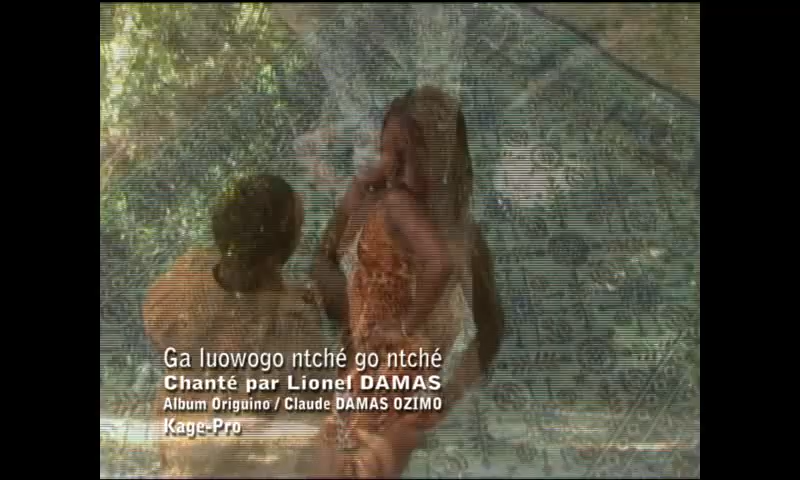 Ga luowogo ntché go ntché
Chanté par Lionel DAMAS
Album Origuino / Claude DAMAS OZIMO
Kage-Pro